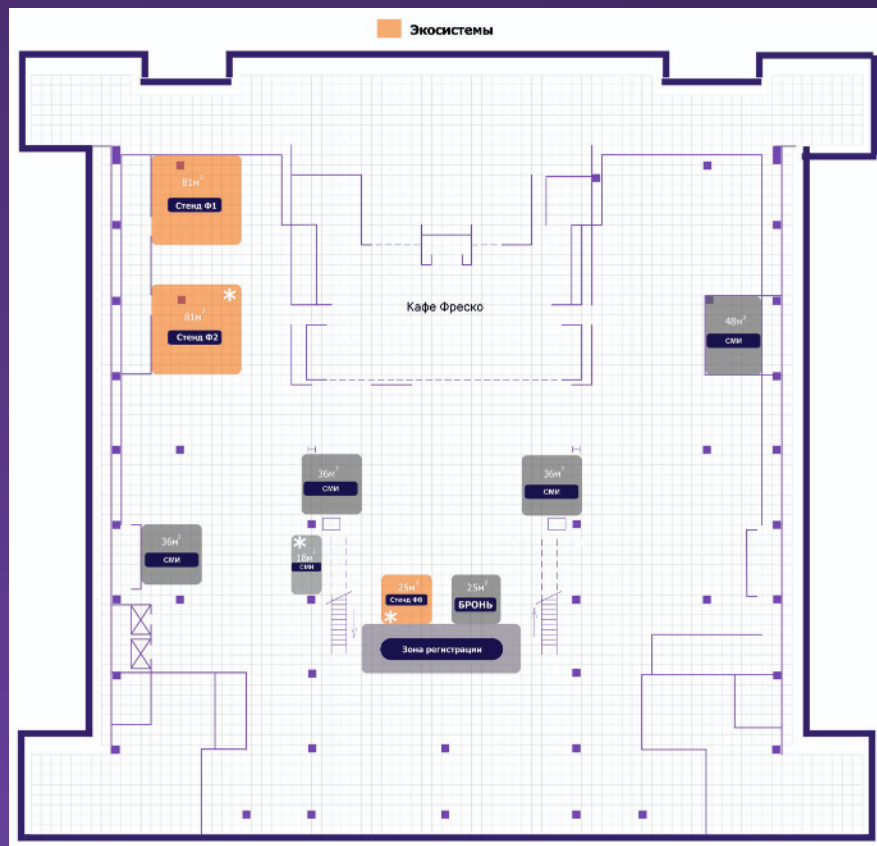 Экосистемы
81м²
Стенд Ф1
81м²
Стенд Ф2
Кафе Фреско
48м²
СМИ
36м²
СМИ
36м²
СМИ
36м²
СМИ
18м²
СМИ
25м²
Стенд
25м²
БРОНЬ
Зона регистрации